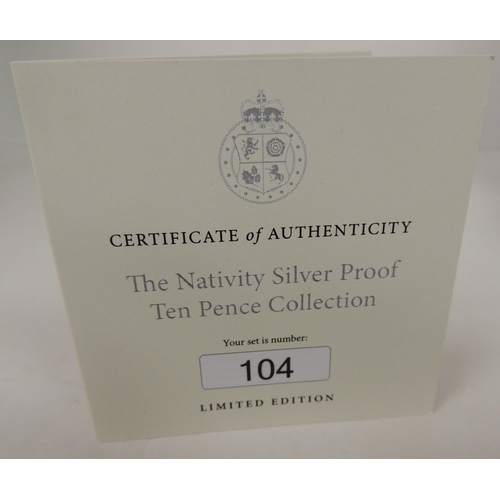 CERTIFICATE of AUTHENTICITY
The Nativity Silver Proof
Ten Pence Collection
Your set is number:
104
LIMITED EDITION